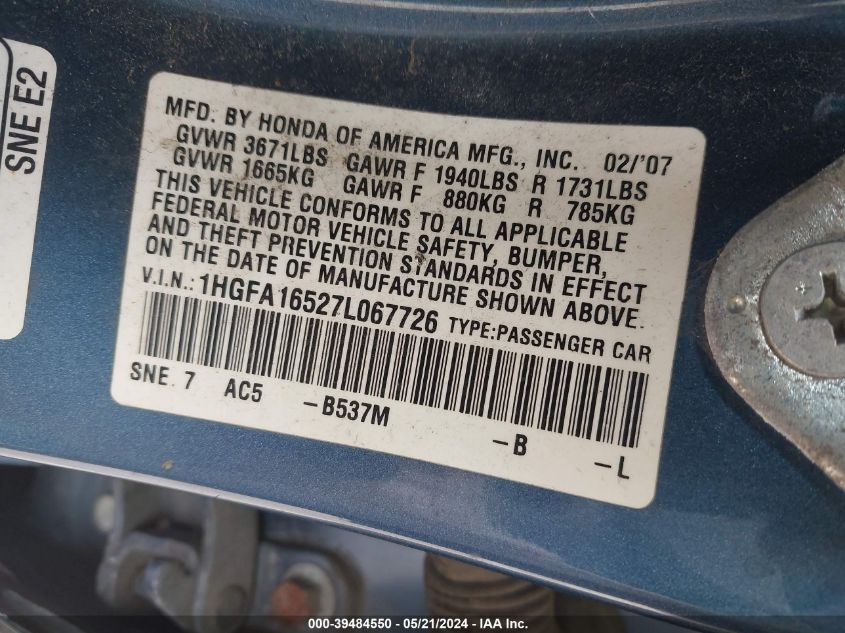 SNE E2
MFD. BY HONDA OF AMERICA MFG., INC. 02/'07
GVWR 3671LBS GAWR F 1940LBS R 1731LBS
GVWR 1665KG GAWR F 880KG R 785KG
THIS VEHICLE CONFORMS TO ALL APPLICABLE
FEDERAL MOTOR VEHICLE SAFETY, BUMPER,
AND THEFT PREVENTION STANDARDS IN EFFECT
ON THE DATE OF MANUFACTURE SHOWN ABOVE.
V.I.N.: 1HGFA16527L067726 TYPE:PASSENGER CAR
SNE 7 AC5 -B537M -B -L
000-39484550 - 05/21/2024 - IAA Inc.